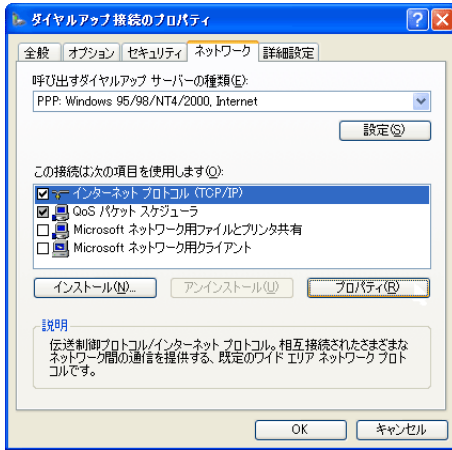 ダイヤルアップ接続のプロパティ
全般 オプション セキュリティ ネットワーク 詳細設定
呼び出すダイヤルアップ サーバーの種類(E):
PPP: Windows 95/98/NT4/2000, Internet
設定(S)
この接続は次の項目を使用します(O):
インターネット プロトコル (TCP/IP)
QoS パケット スケジューラ
Microsoft ネットワーク用ファイルとプリンタ共有
Microsoft ネットワーク用クライアント
インストール(N)... アンインストール(U) プロパティ(R)
説明
伝送制御プロトコル/インターネット プロトコル。相互接続されたさまざまな
ネットワーク間の通信を提供する、既定のワイド エリア ネットワーク プロト
コルです。
OK キャンセル